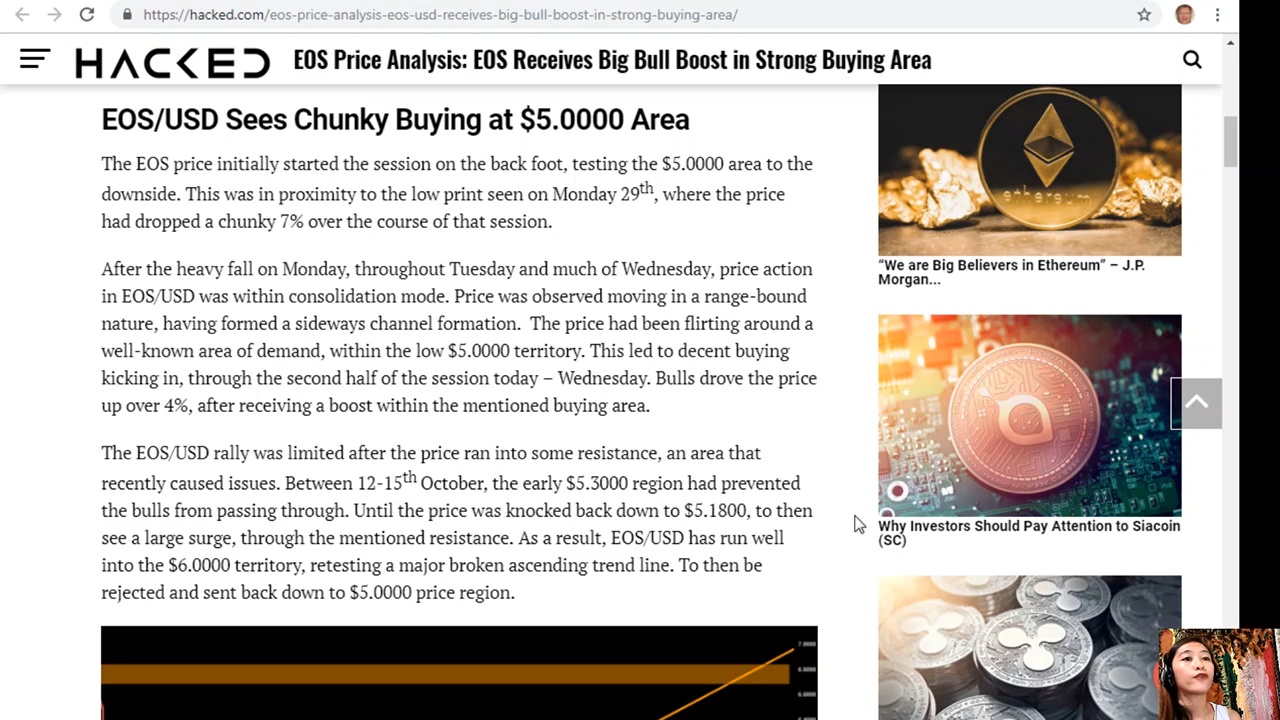 https://hacked.com/eos-price-analysis-eos-usd-receives-big-bull-boost-in-strong-buying-area/
HACKED
EOS Price Analysis: EOS Receives Big Bull Boost in Strong Buying Area
EOS/USD Sees Chunky Buying at $5.0000 Area
The EOS price initially started the session on the back foot, testing the $5.0000 area to the
downside. This was in proximity to the low print seen on Monday 29th, where the price
had dropped a chunky 7% over the course of that session.
After the heavy fall on Monday, throughout Tuesday and much of Wednesday, price action
in EOS/USD was within consolidation mode. Price was observed moving in a range-bound
nature, having formed a sideways channel formation.  The price had been flirting around a
well-known area of demand, within the low $5.0000 territory. This led to decent buying
kicking in, through the second half of the session today – Wednesday. Bulls drove the price
up over 4%, after receiving a boost within the mentioned buying area.
The EOS/USD rally was limited after the price ran into some resistance, an area that
recently caused issues. Between 12-15th October, the early $5.3000 region had prevented
the bulls from passing through. Until the price was knocked back down to $5.1800, to then
see a large surge, through the mentioned resistance. As a result, EOS/USD has run well
into the $6.0000 territory, retesting a major broken ascending trend line. To then be
rejected and sent back down to $5.0000 price region.
7.0000
6.8000
6.6000
ethereum
“We are Big Believers in Ethereum” – J.P.
Morgan...
Why Investors Should Pay Attention to Siacoin
(SC)